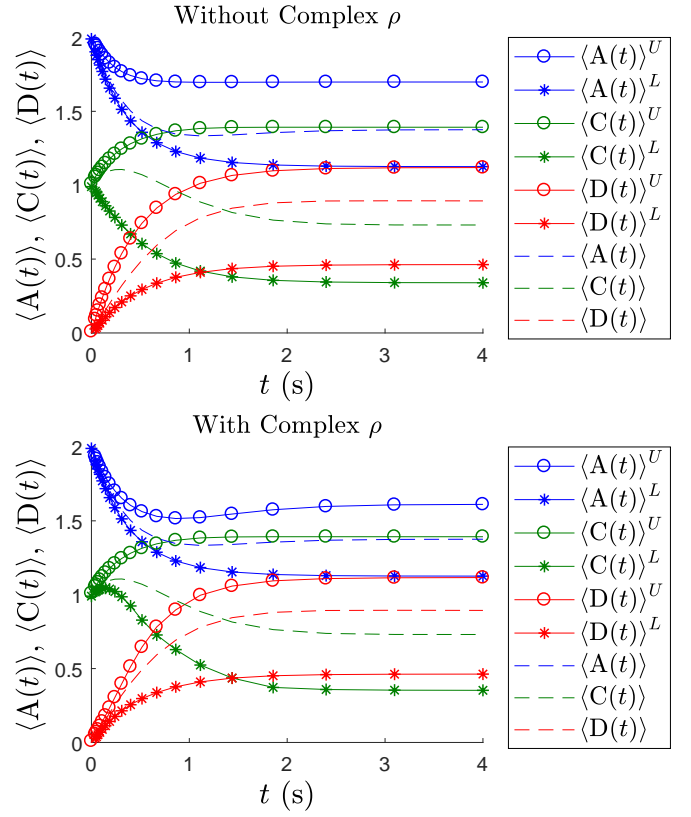 Without Complex ρ
⟨A(t)⟩, ⟨C(t)⟩, ⟨D(t)⟩
2
1.5
1
0.5
0
0 1 2 3 4
t (s)
⟨A(t)⟩^U
⟨A(t)⟩^L
⟨C(t)⟩^U
⟨C(t)⟩^L
⟨D(t)⟩^U
⟨D(t)⟩^L
⟨A(t)⟩
⟨C(t)⟩
⟨D(t)⟩
With Complex ρ
⟨A(t)⟩, ⟨C(t)⟩, ⟨D(t)⟩
2
1.5
1
0.5
0
0 1 2 3 4
t (s)
⟨A(t)⟩^U
⟨A(t)⟩^L
⟨C(t)⟩^U
⟨C(t)⟩^L
⟨D(t)⟩^U
⟨D(t)⟩^L
⟨A(t)⟩
⟨C(t)⟩
⟨D(t)⟩